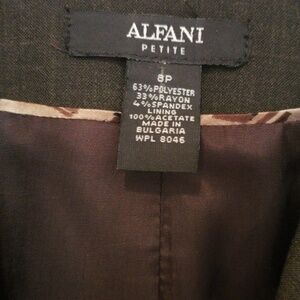 ALFANI
PETITE
8P
63%POLYESTER
33%RAYON
4%SPANDEX
LINING
100%ACETATE
MADE IN
BULGARIA
WPL 8046